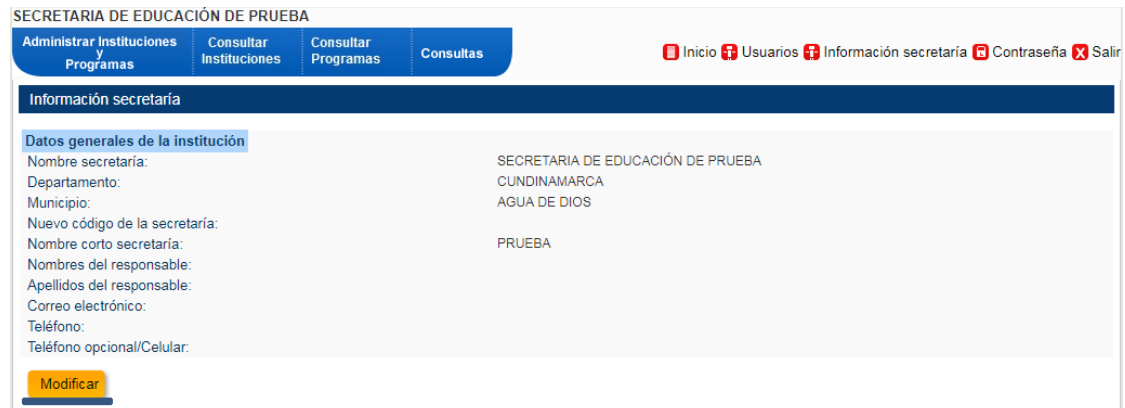 SECRETARIA DE EDUCACIÓN DE PRUEBA
Administrar Instituciones
y
Programas
Consultar
Instituciones
Consultar
Programas
Consultas
Inicio Usuarios Información secretaría Contraseña Salir
Información secretaría
Datos generales de la institución
Nombre secretaría: SECRETARIA DE EDUCACIÓN DE PRUEBA
Departamento: CUNDINAMARCA
Municipio: AGUA DE DIOS
Nuevo código de la secretaría:
Nombre corto secretaría: PRUEBA
Nombres del responsable:
Apellidos del responsable:
Correo electrónico:
Teléfono:
Teléfono opcional/Celular:
Modificar